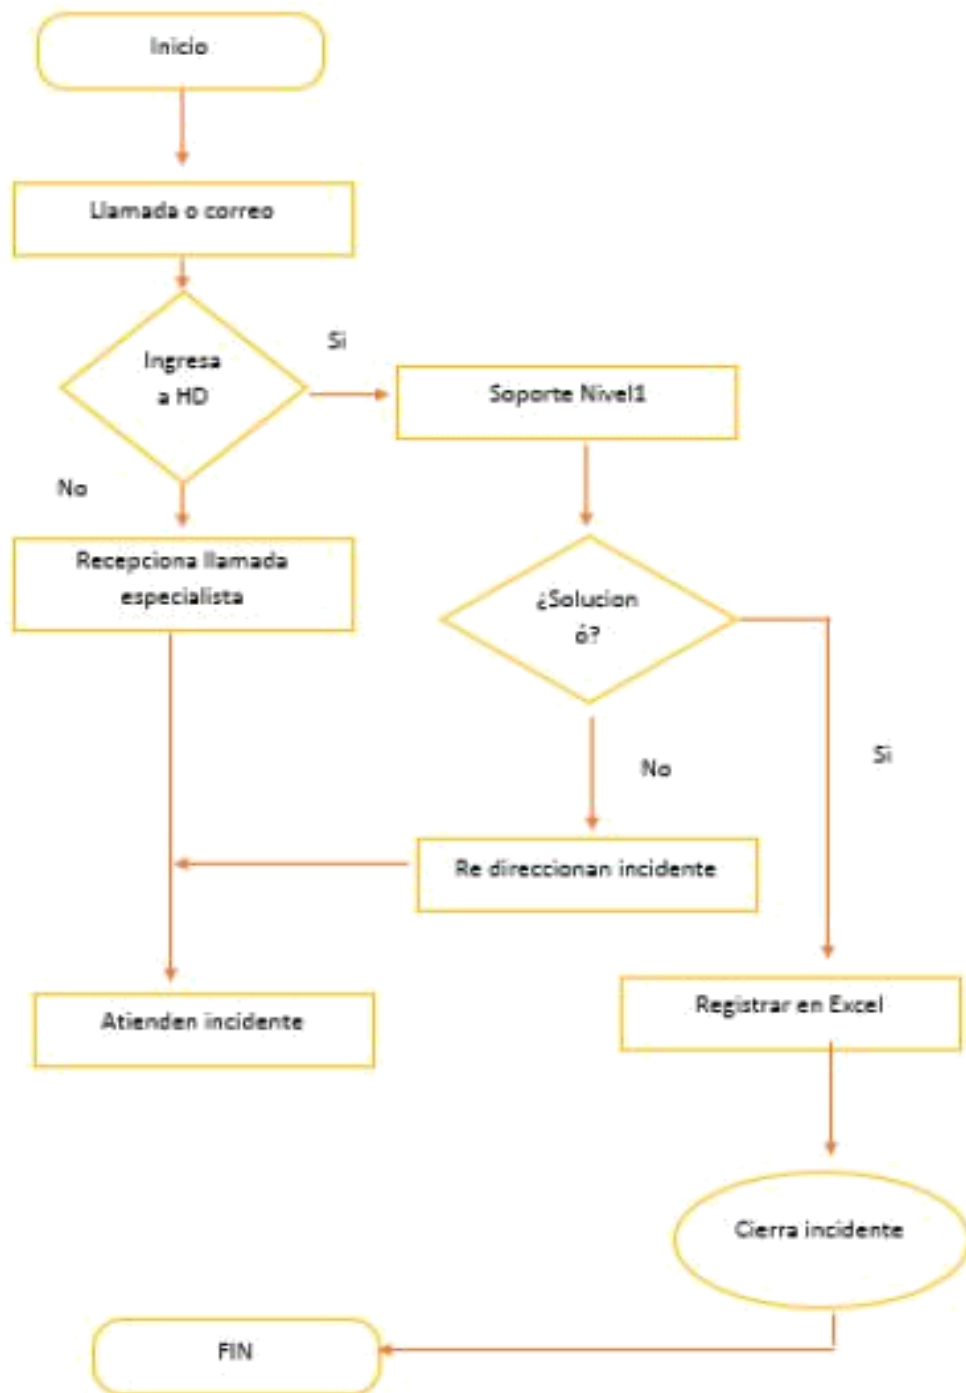 Inicio
Llamada o correo
Ingresa
a HD
Si
Soporte Nivel1
No
Recepciona llamada
especialista
¿Solucion
ó?
No
Si
Re direccionan incidente
Atienden incidente
Registrar en Excel
Cierra incidente
FIN